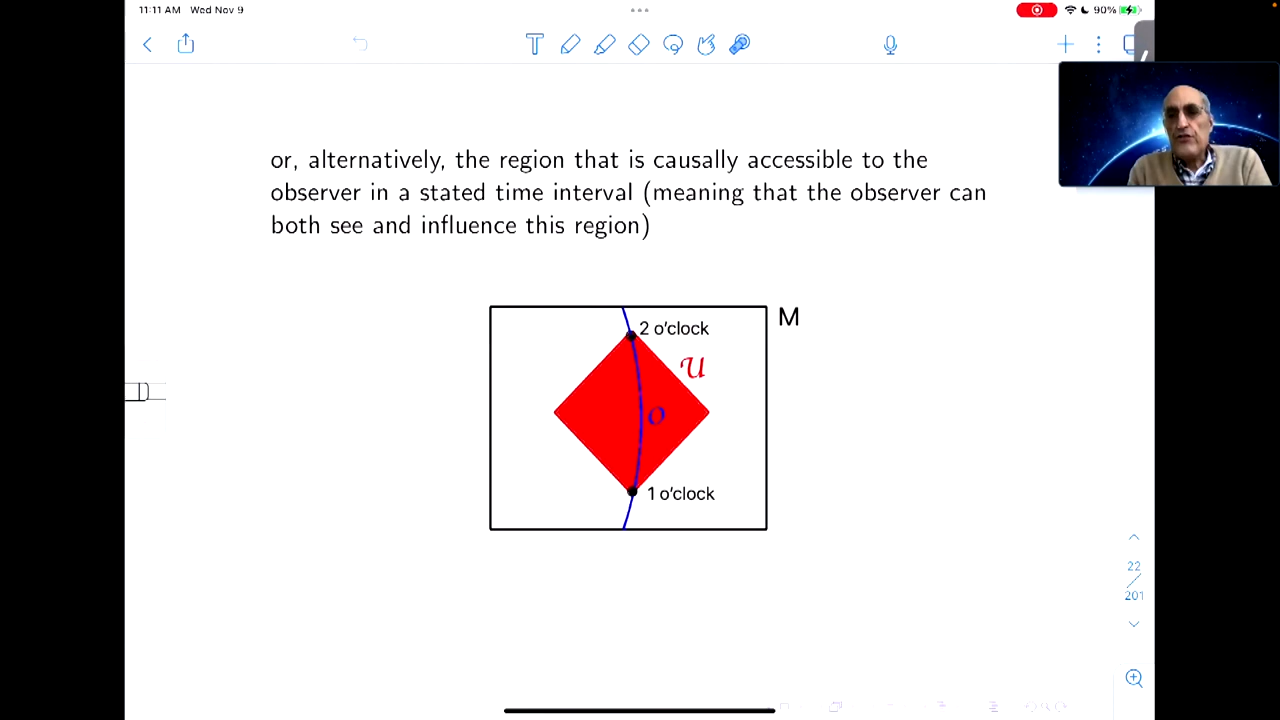 11:11 AM Wed Nov 9
90%
T
or, alternatively, the region that is causally accessible to the
observer in a stated time interval (meaning that the observer can
both see and influence this region)
M
2 o'clock
U
O
1 o'clock
22
201